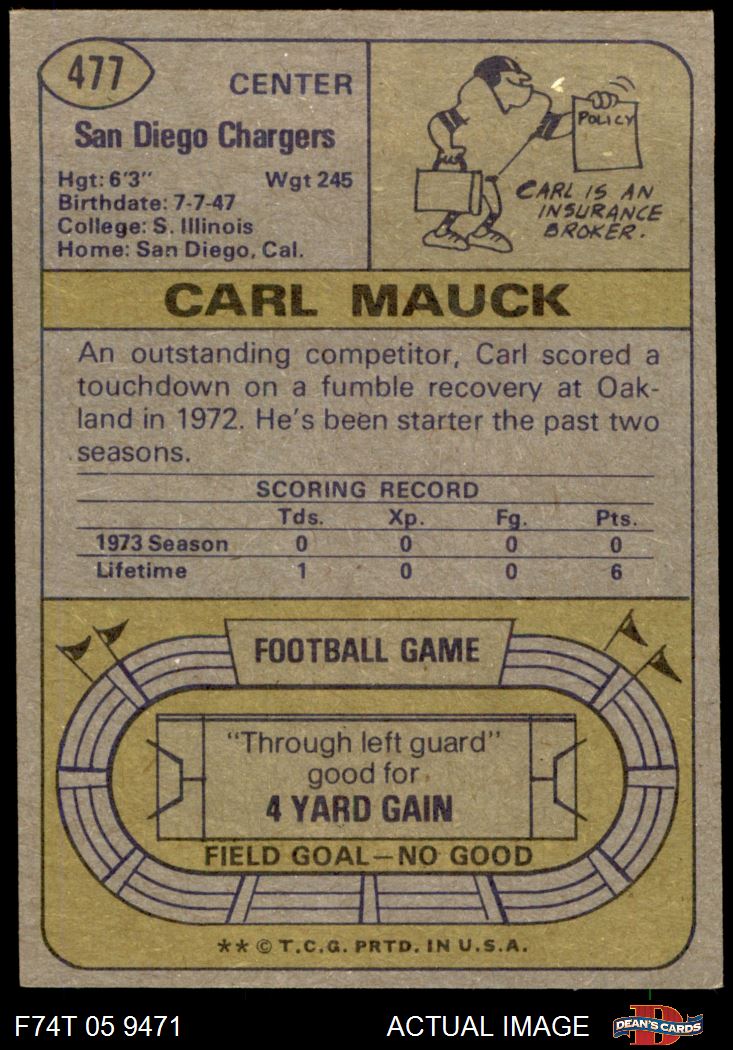 477
CENTER
San Diego Chargers
Hgt: 6'3" Wgt 245
Birthdate: 7-7-47
College: S. Illinois
Home: San Diego, Cal.
POLICY
CARL IS AN
INSURANCE
BROKER.
CARL MAUCK
An outstanding competitor, Carl scored a
touchdown on a fumble recovery at Oak-
land in 1972. He's been starter the past two
seasons.
SCORING RECORD
Tds. Xp. Fg. Pts.
1973 Season 0 0 0 0
Lifetime 1 0 0 6
FOOTBALL GAME
"Through left guard"
good for
4 YARD GAIN
FIELD GOAL—NO GOOD
** © T.C.G. PRTD. IN U.S.A.
F74T 05 9471 ACTUAL IMAGE
D
DEAN'S CARDS